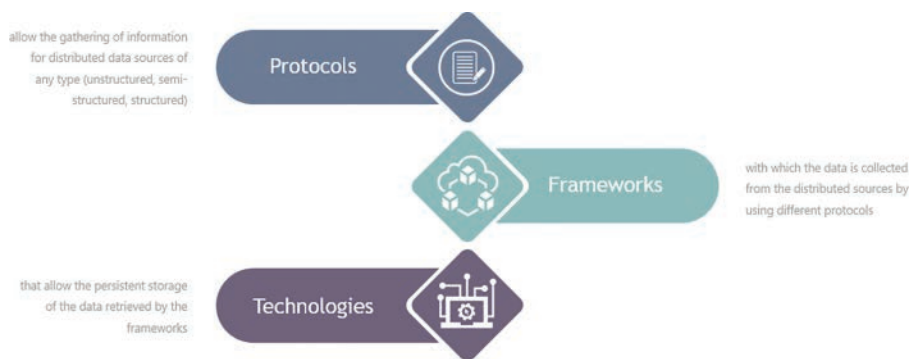 allow the gathering of information
for distributed data sources of
any type (unstructured, semi-
structured, structured)
Protocols
Frameworks
with which the data is collected
from the distributed sources by
using different protocols
that allow the persistent storage
of the data retrieved by the
frameworks
Technologies